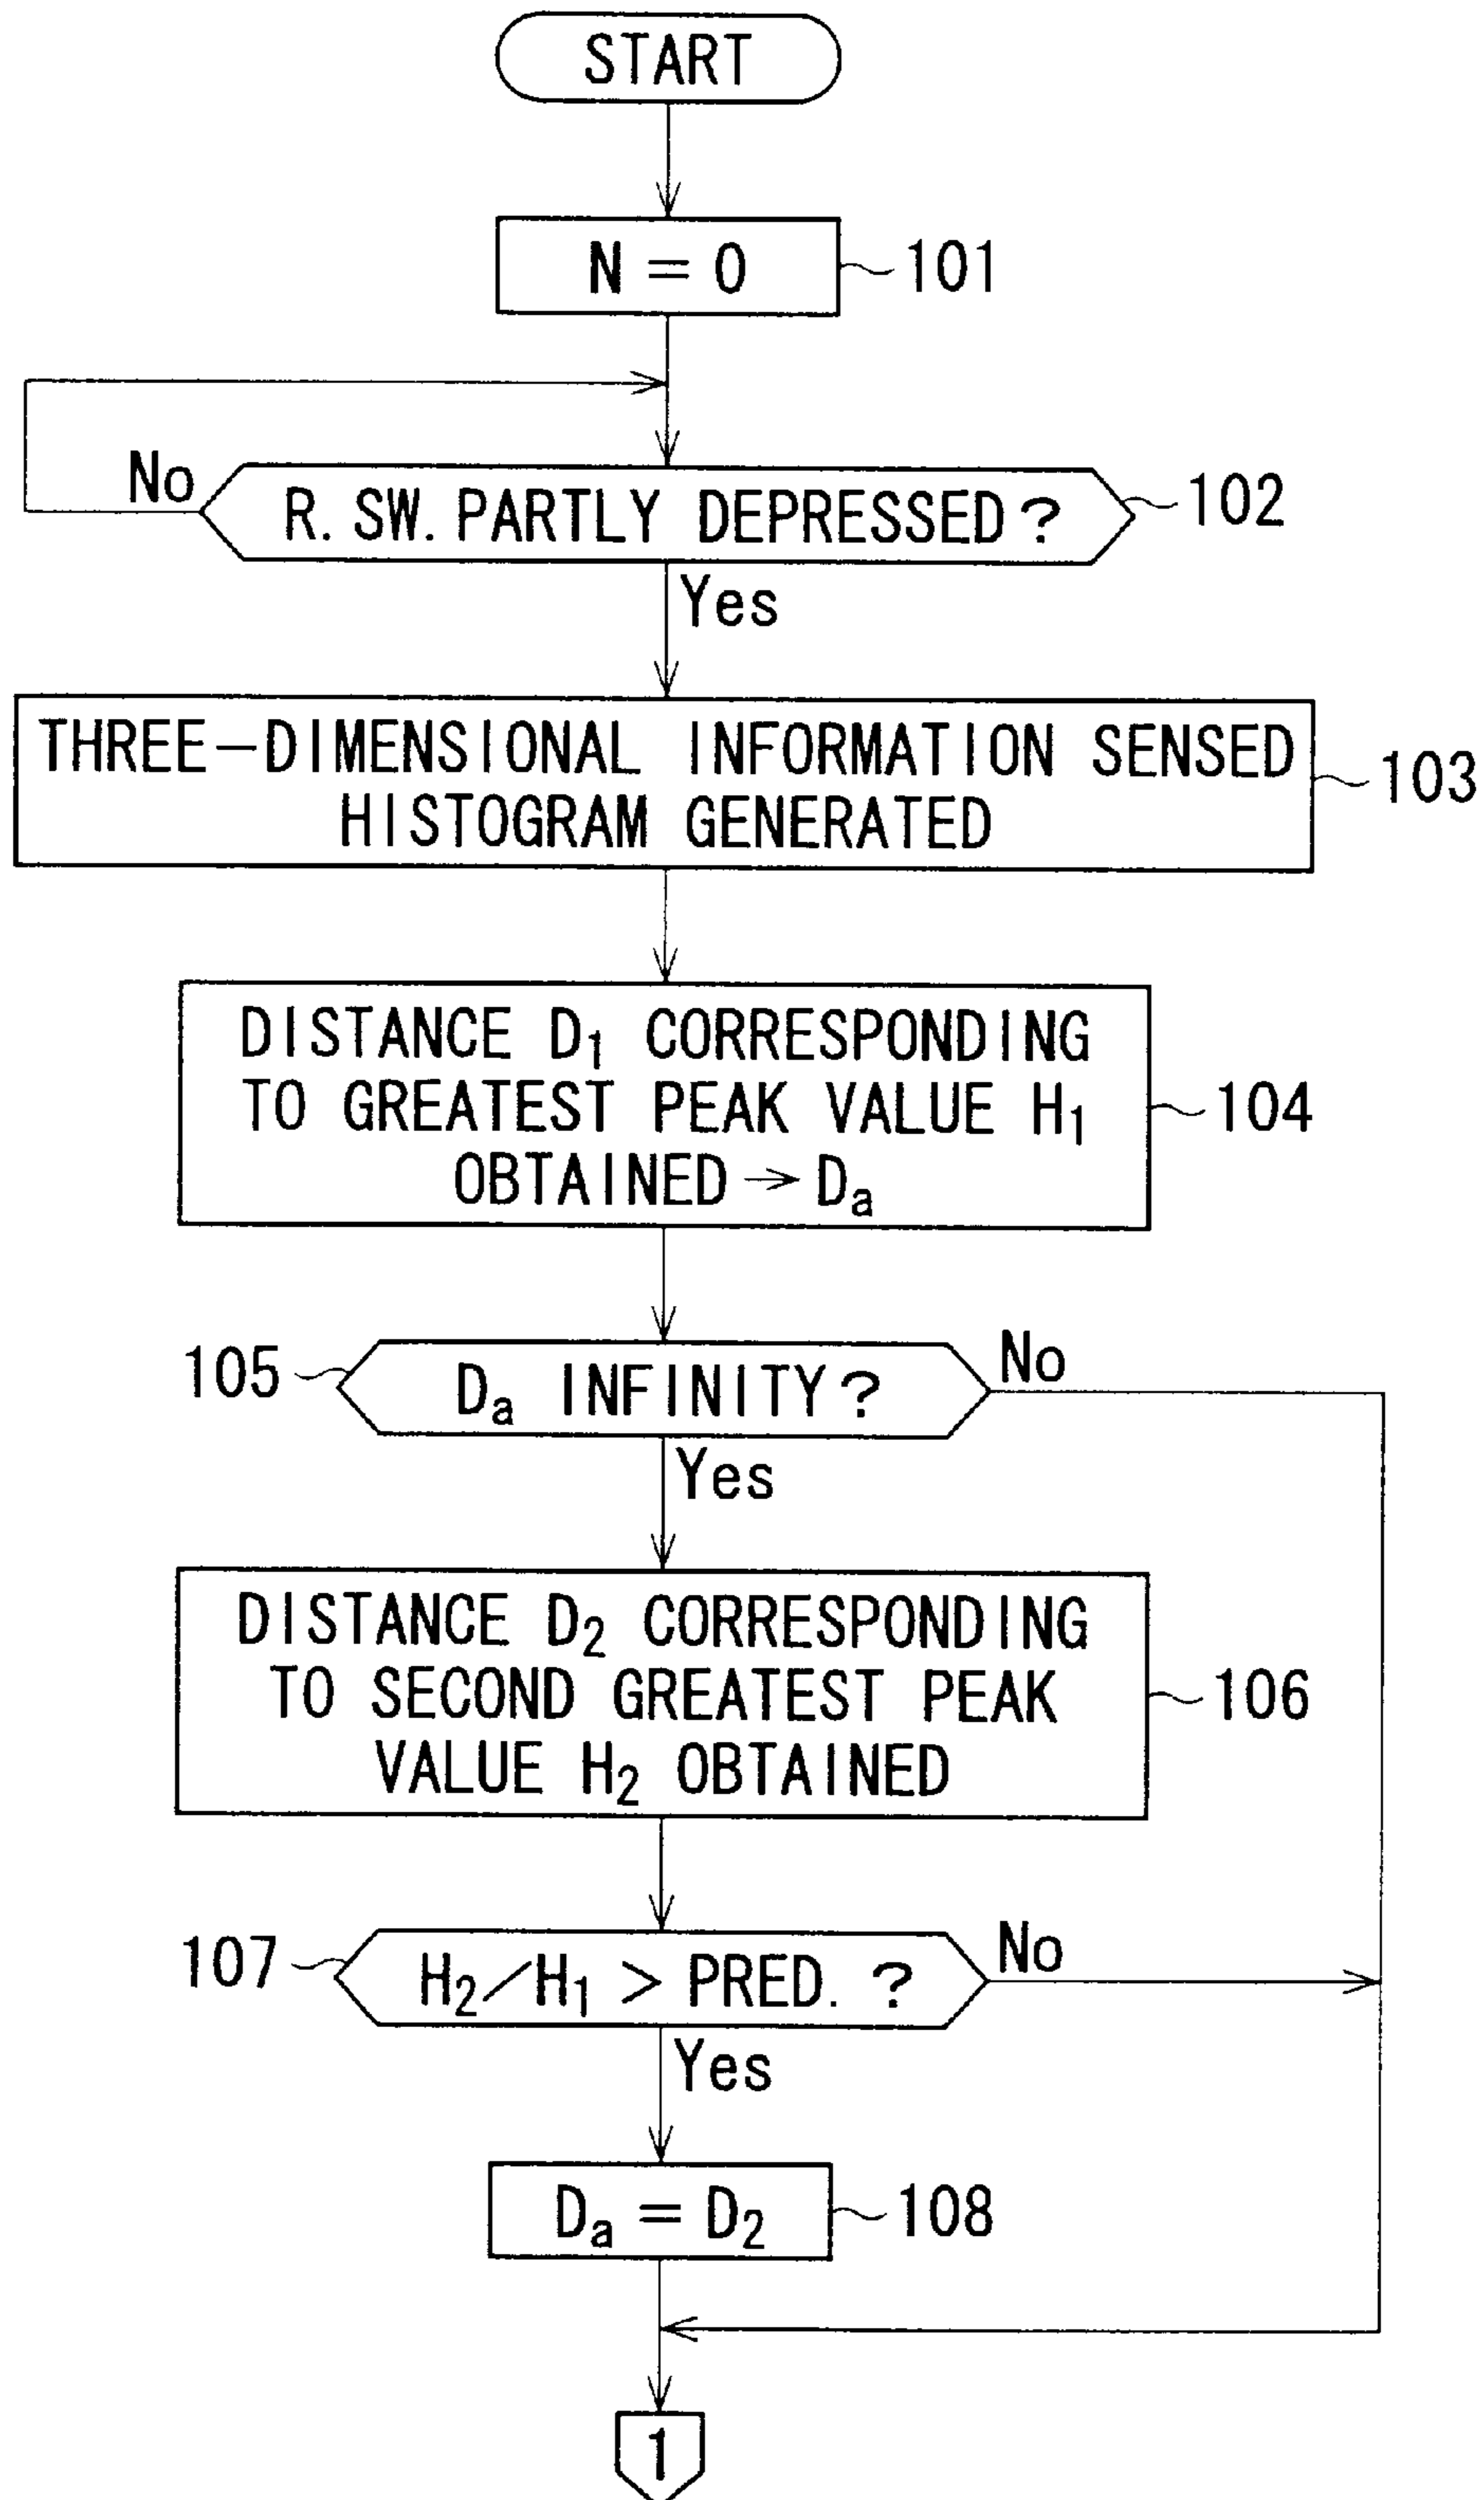 START
N = 0
101
No
R. SW. PARTLY DEPRESSED?
102
Yes
THREE-DIMENSIONAL INFORMATION SENSED
HISTOGRAM GENERATED
103
DISTANCE D1 CORRESPONDING
TO GREATEST PEAK VALUE H1
OBTAINED → Da
104
105
Da INFINITY?
No
Yes
DISTANCE D2 CORRESPONDING
TO SECOND GREATEST PEAK
VALUE H2 OBTAINED
106
107
H2/H1 > PRED. ?
No
Yes
Da = D2
108
1